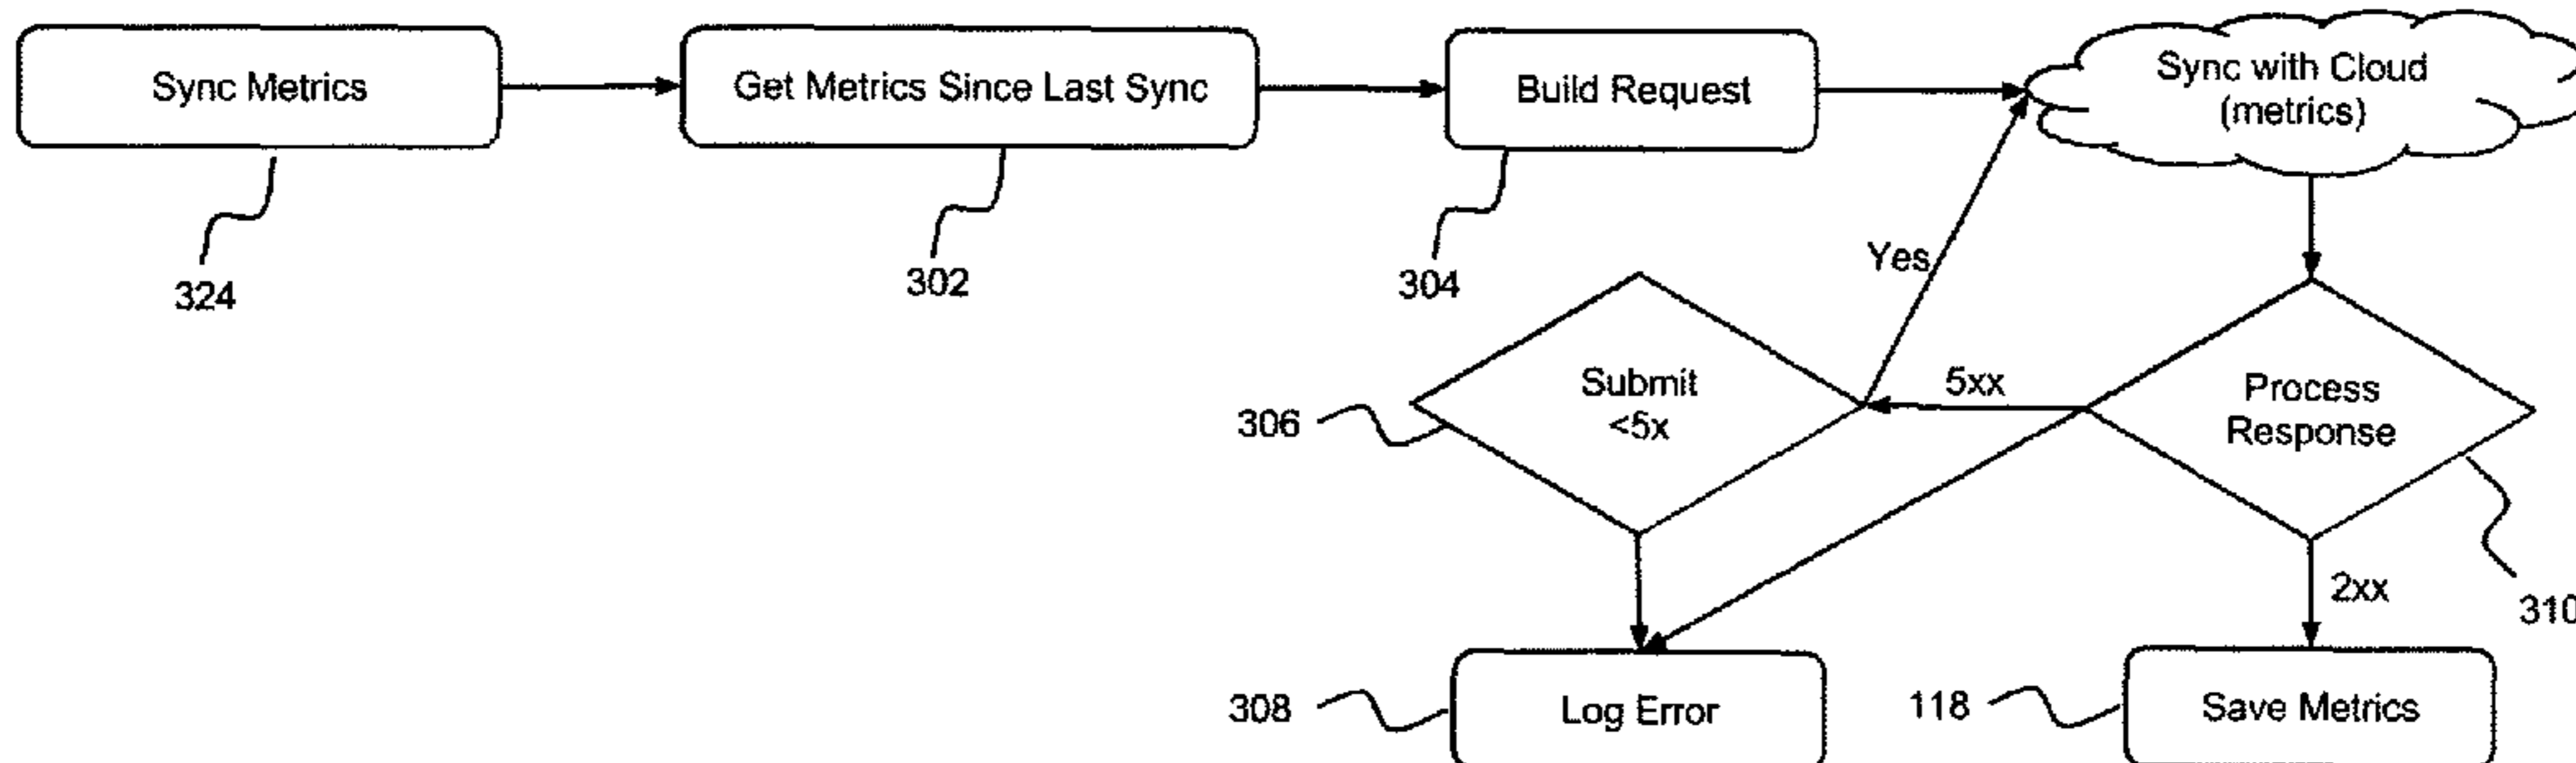 Sync Metrics
Get Metrics Since Last Sync
Build Request
Sync with Cloud
(metrics)
324
302
304
Yes
Submit
<5x
5xx
Process
Response
306
2xx
310
308
Log Error
118
Save Metrics